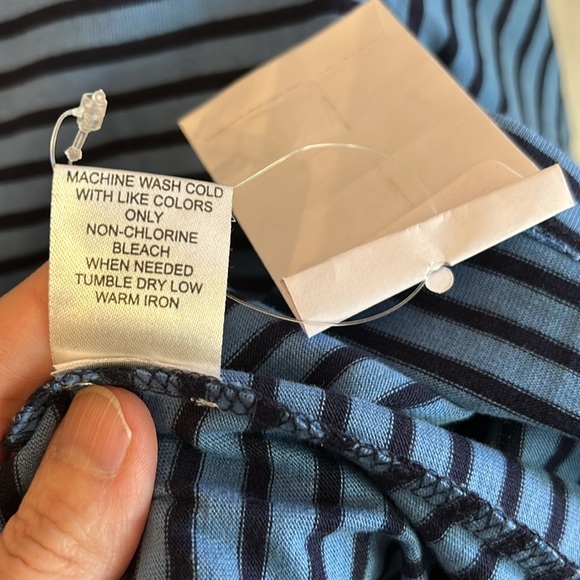 MACHINE WASH COLD
WITH LIKE COLORS
ONLY
NON-CHLORINE
BLEACH
WHEN NEEDED
TUMBLE DRY LOW
WARM IRON